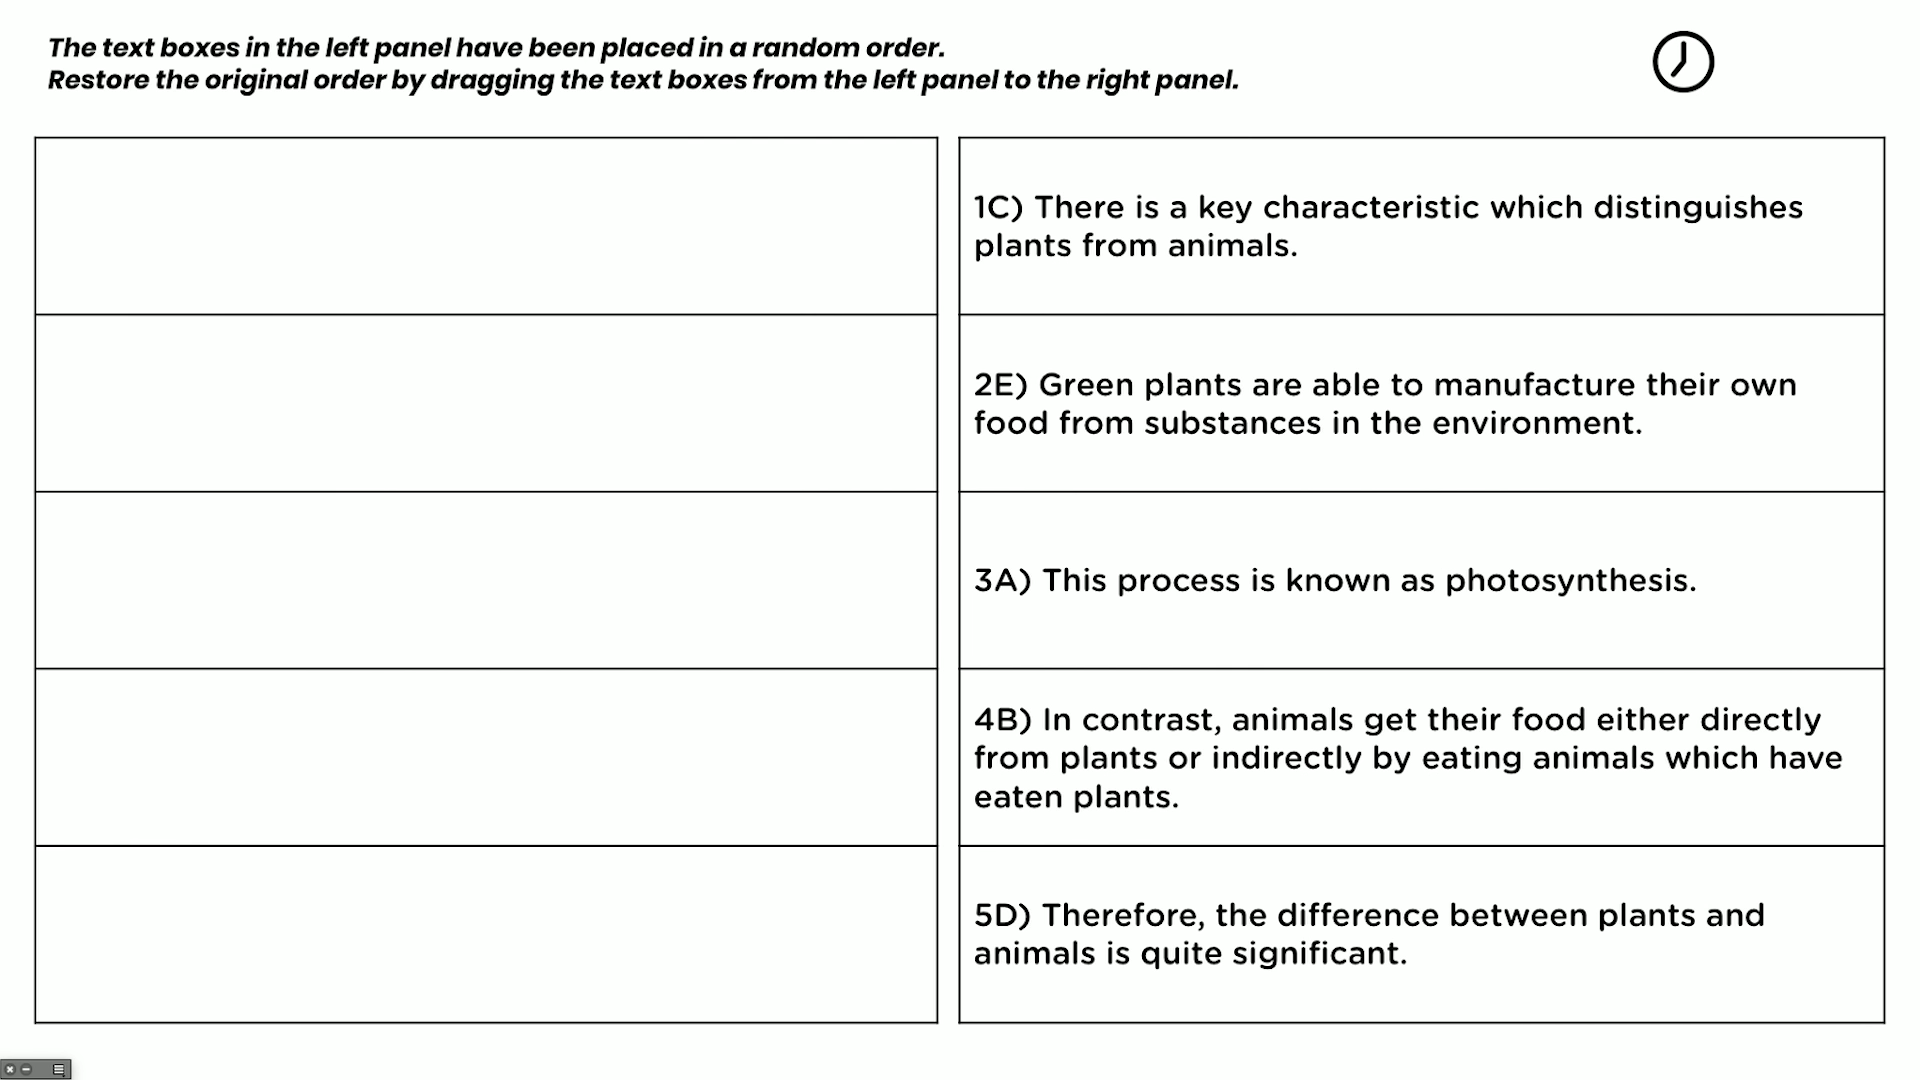 The text boxes in the left panel have been placed in a random order.
Restore the original order by dragging the text boxes from the left panel to the right panel.
1C) There is a key characteristic which distinguishes
plants from animals.
2E) Green plants are able to manufacture their own
food from substances in the environment.
3A) This process is known as photosynthesis.
4B) In contrast, animals get their food either directly
from plants or indirectly by eating animals which have
eaten plants.
5D) Therefore, the difference between plants and
animals is quite significant.